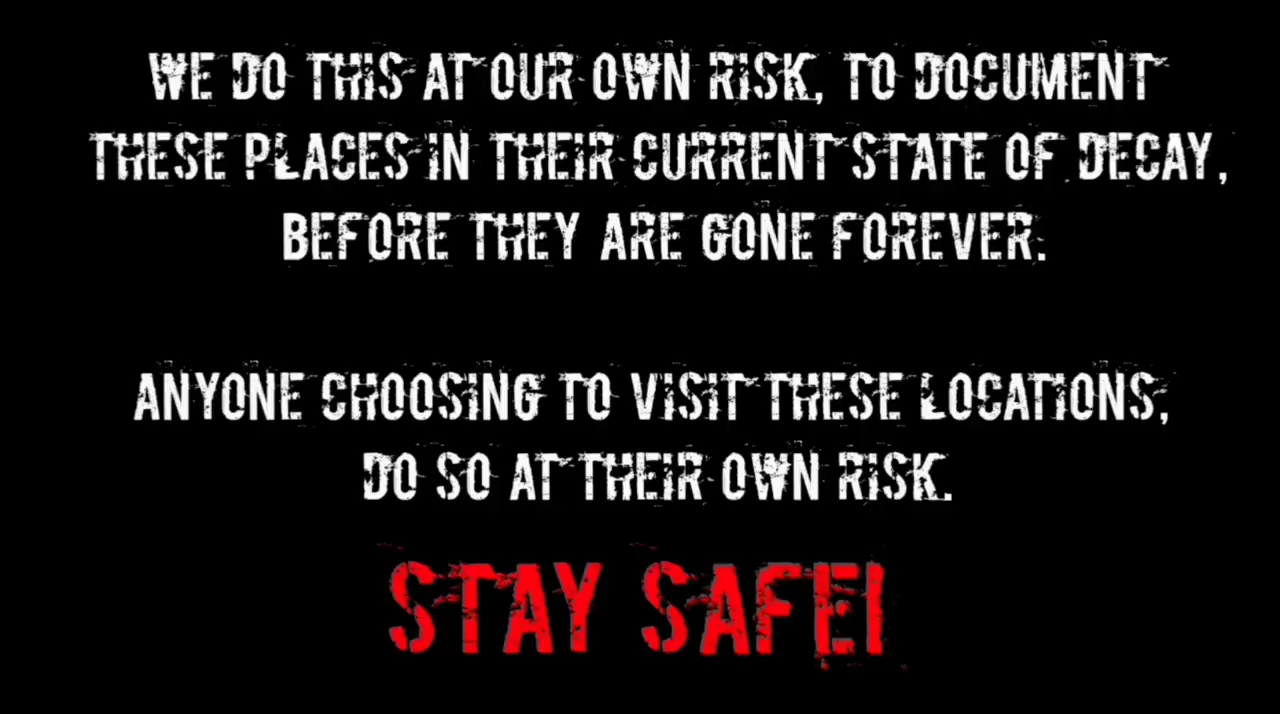 WE DO THIS AT OUR OWN RISK, TO DOCUMENT
THESE PLACES IN THEIR CURRENT STATE OF DECAY,
BEFORE THEY ARE GONE FOREVER.
ANYONE CHOOSING TO VISIT THESE LOCATIONS,
DO SO AT THEIR OWN RISK.
STAY SAFE!